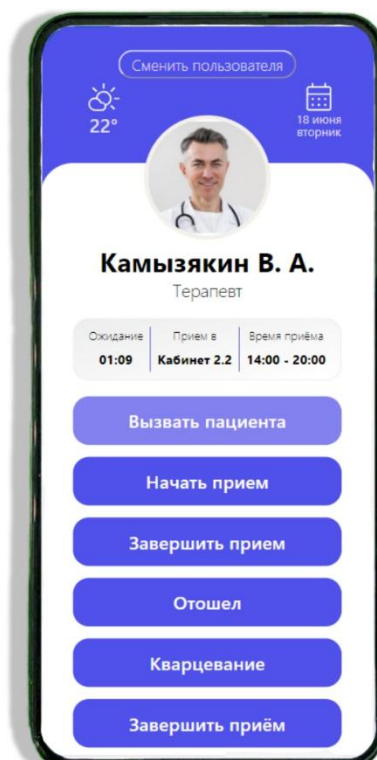 Сменить пользователя
22°
18 июня
вторник
Камызякин В. А.
Терапевт
Ожидание Прием в Время приёма
01:09 Кабинет 2.2 14:00 - 20:00
Вызвать пациента
Начать прием
Завершить прием
Отошел
Кварцевание
Завершить приём